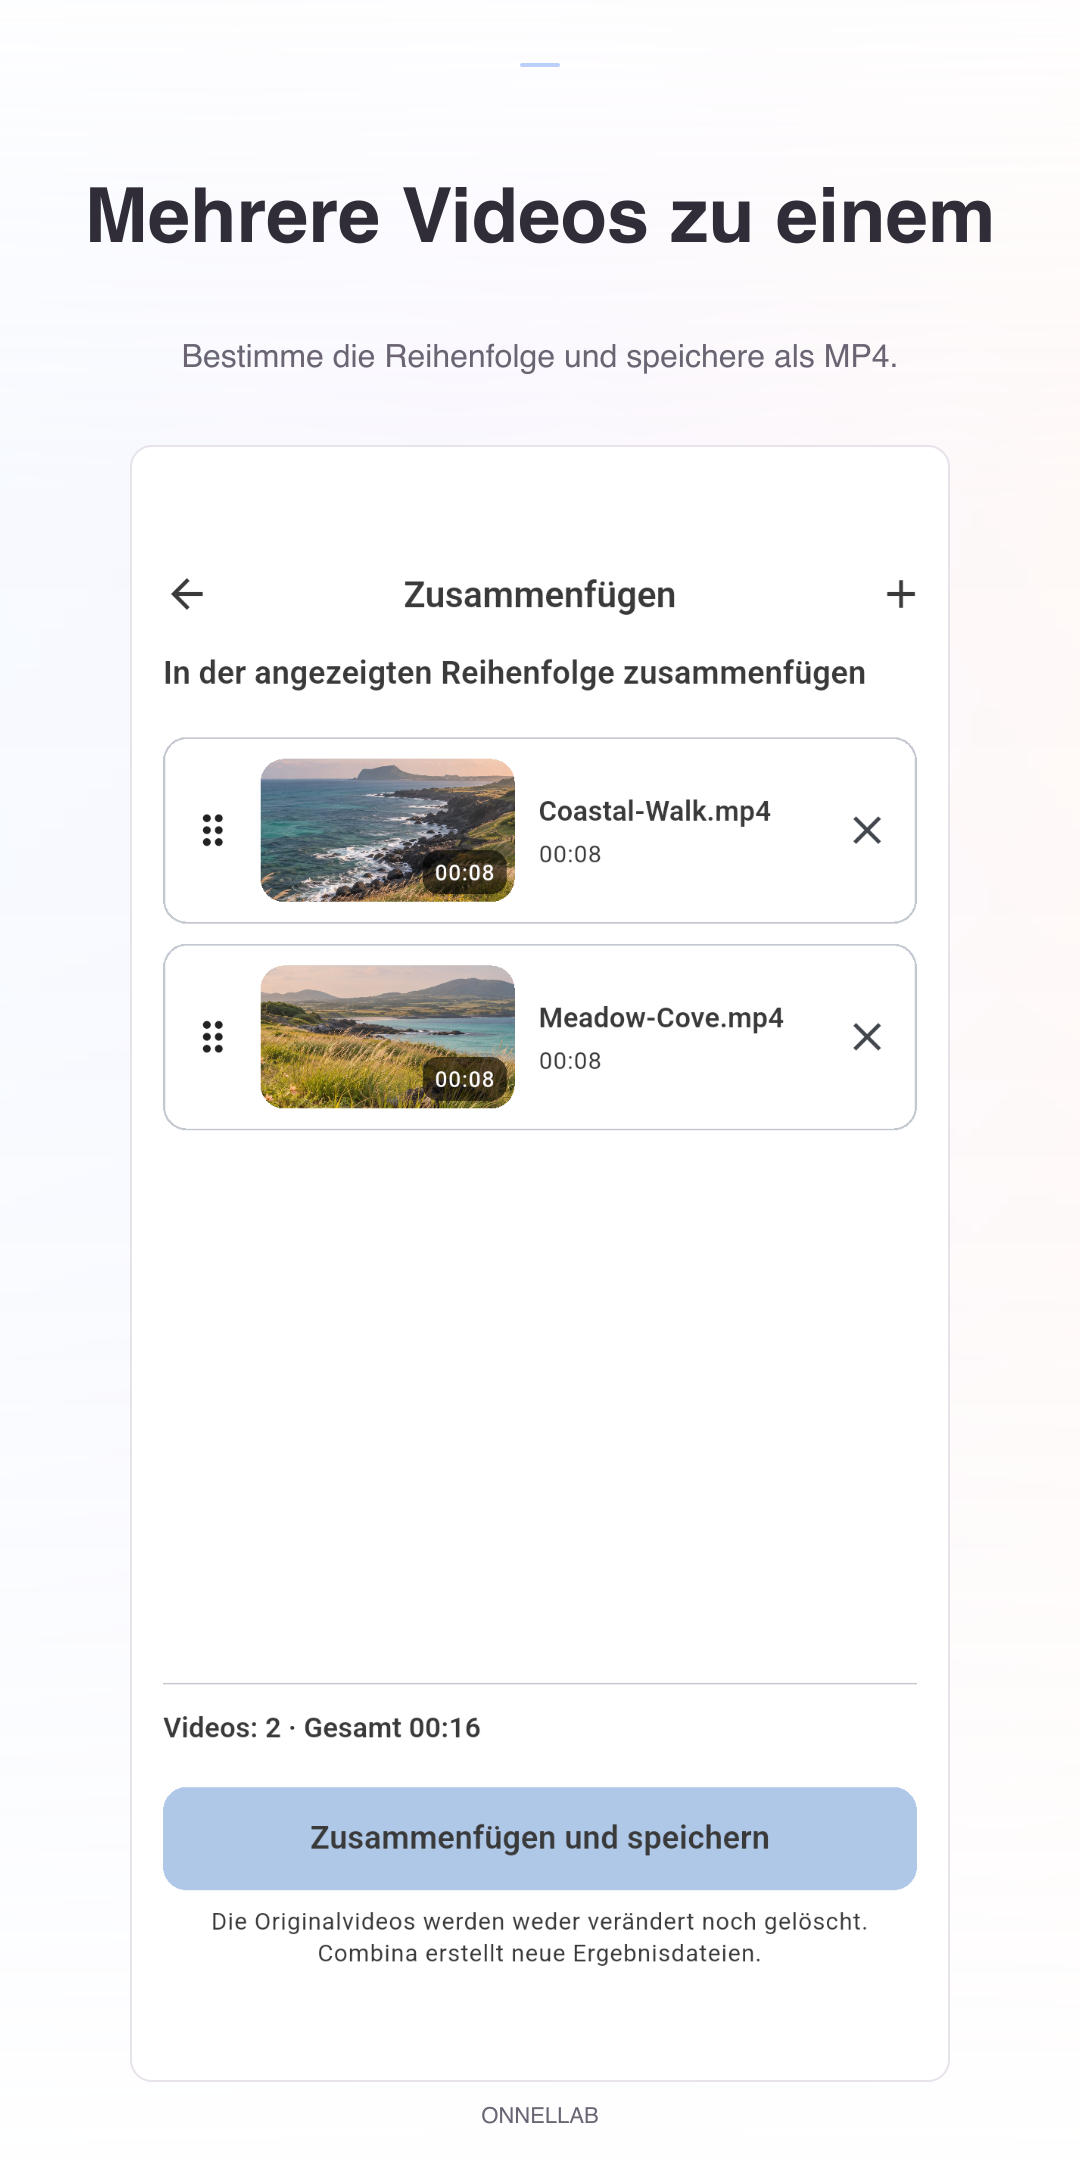 Mehrere Videos zu einem
Bestimme die Reihenfolge und speichere als MP4.
Zusammenfügen
In der angezeigten Reihenfolge zusammenfügen
00:08
Coastal-Walk.mp4
00:08
00:08
Meadow-Cove.mp4
00:08
Videos: 2 · Gesamt 00:16
Zusammenfügen und speichern
Die Originalvideos werden weder verändert noch gelöscht.
Combina erstellt neue Ergebnisdateien.
ONNELLAB